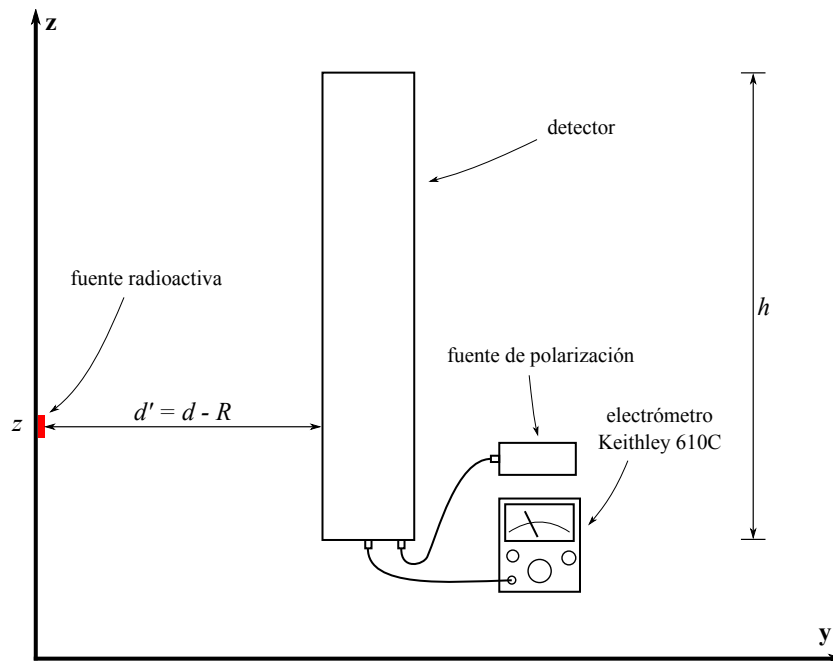 z
detector
fuente radioactiva
h
fuente de polarización
d' = d - R
z
electrómetro
Keithley 610C
y